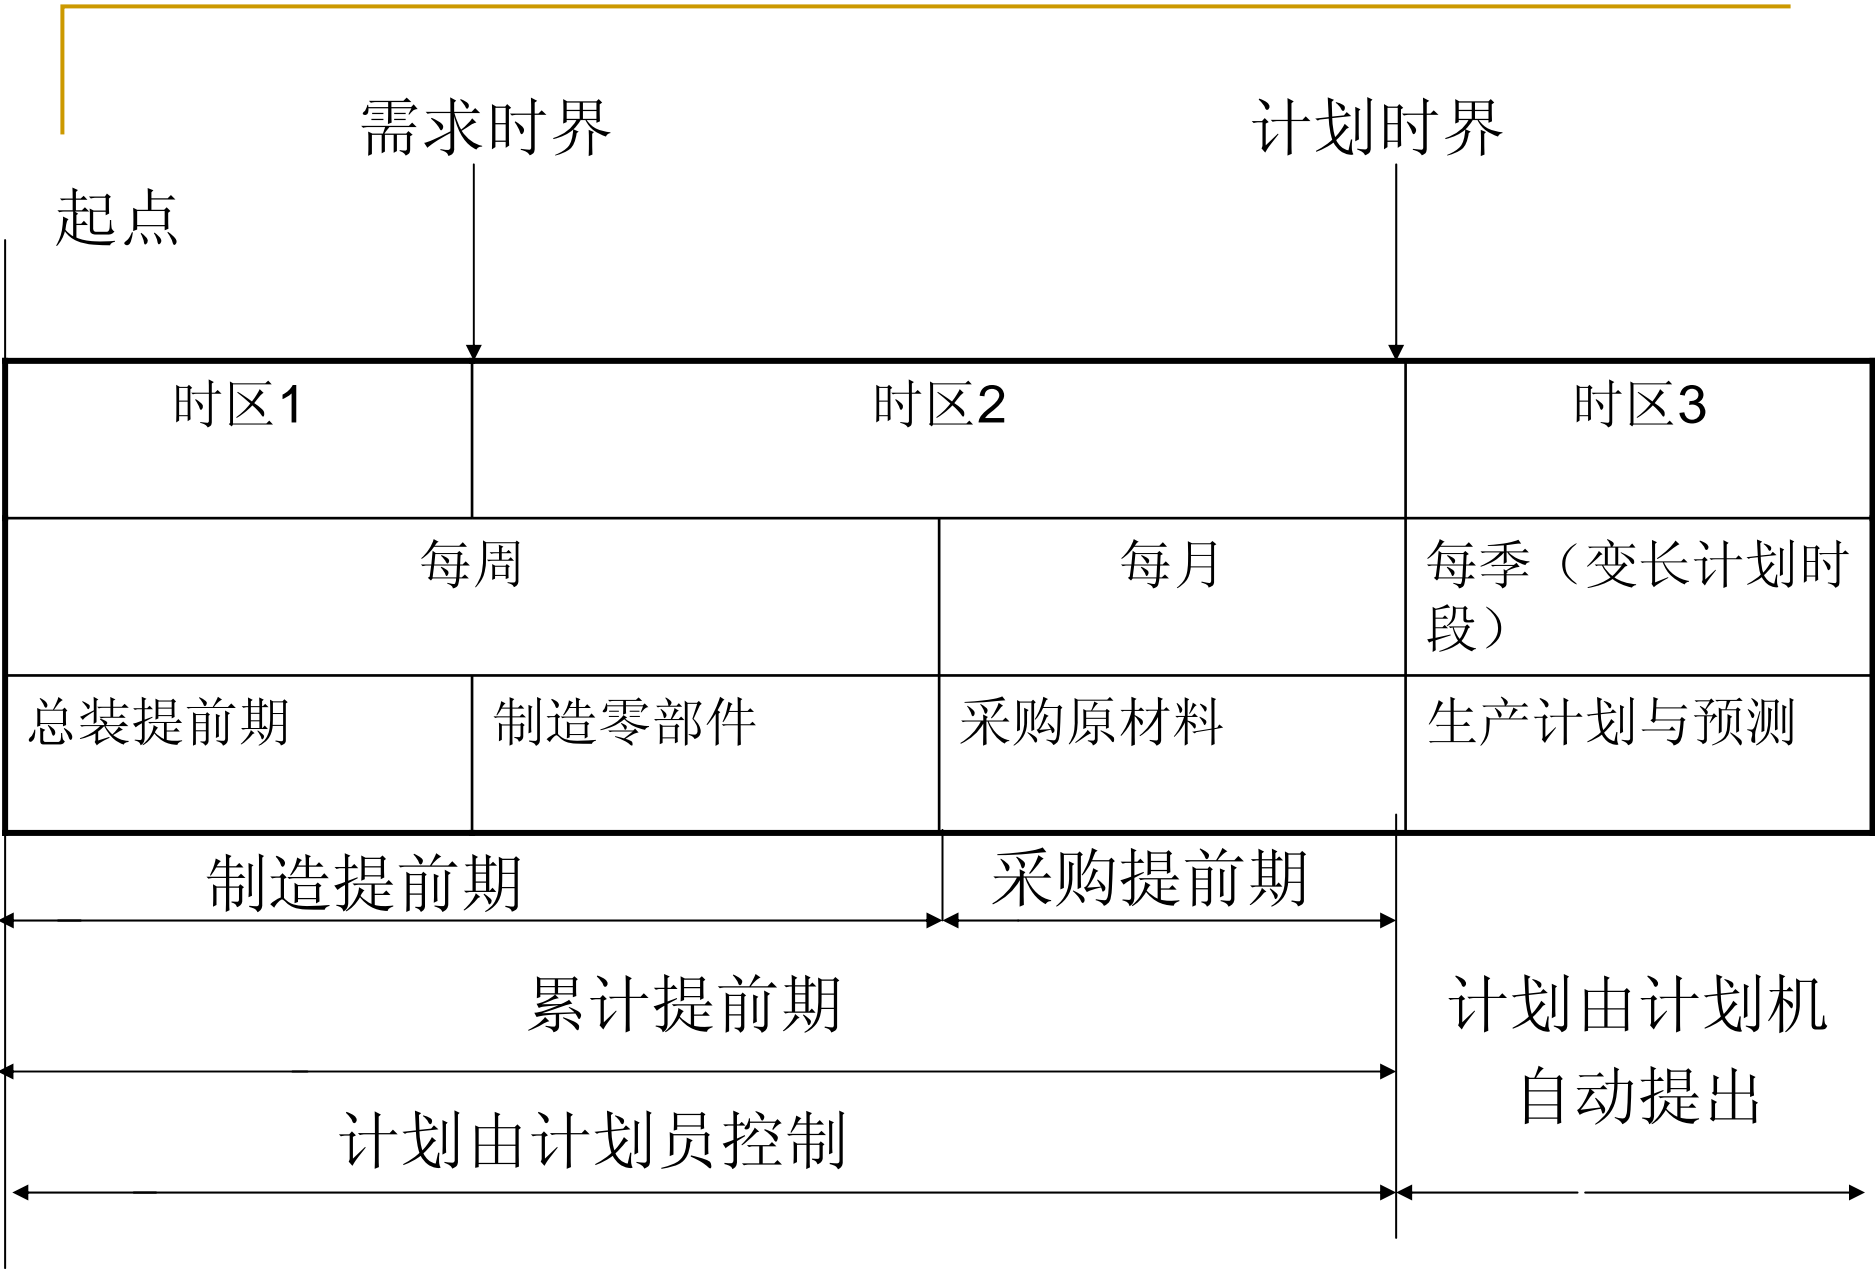 需求时界
计划时界
起点
时区1
时区2
时区3
每周
每月
每季（变长计划时
段）
总装提前期
制造零部件
采购原材料
生产计划与预测
制造提前期
采购提前期
累计提前期
计划由计划机
自动提出
计划由计划员控制